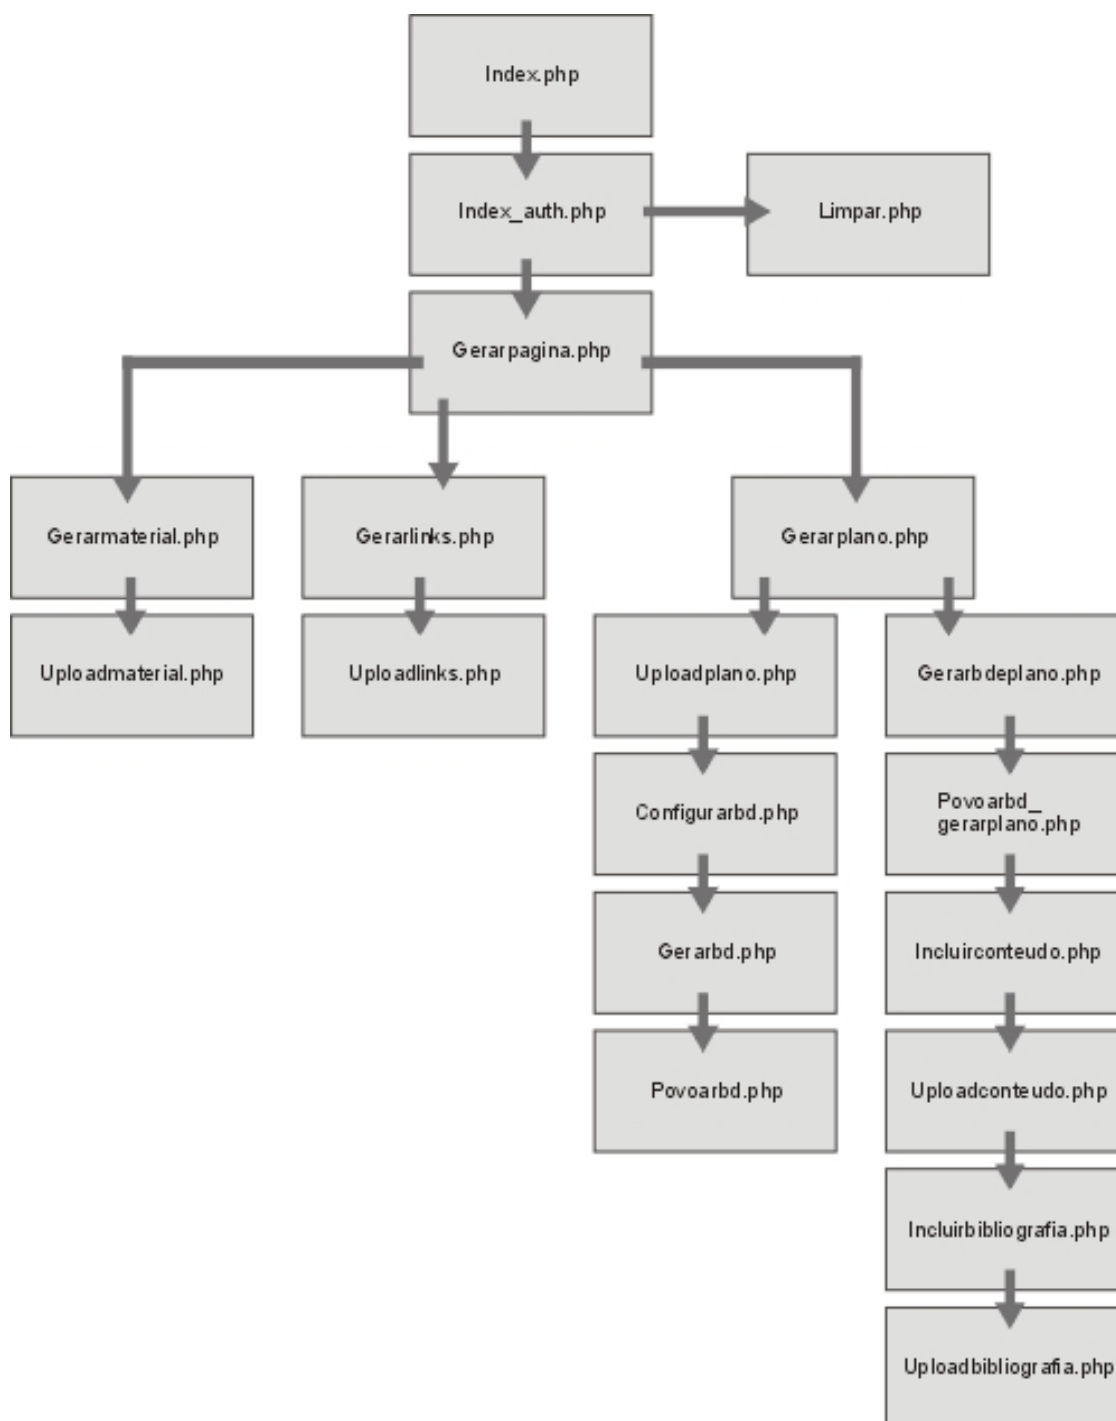 Index.php
Index_auth.php
Limpar.php
Gerarpagina.php
Gerarmaterial.php
Gerarlinks.php
Gerarplano.php
Uploadmaterial.php
Uploadlinks.php
Uploadplano.php
Gerarbdeplano.php
Configurarbd.php
Povoarbd_
gerarplano.php
Gerarbd.php
Incluirconteudo.php
Povoarbd.php
Uploadconteudo.php
Incluirbibliografia.php
Uploadbibliografia.php